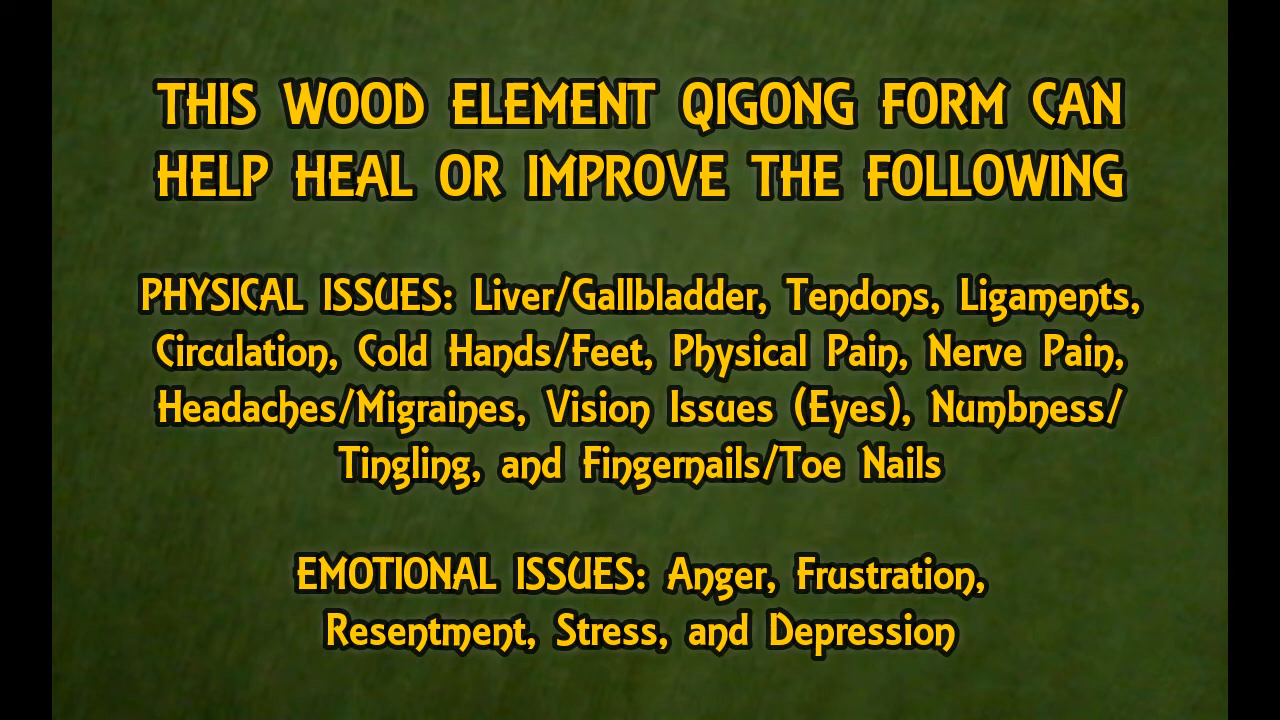 THIS WOOD ELEMENT QIGONG FORM CAN
HELP HEAL OR IMPROVE THE FOLLOWING
PHYSICAL ISSUES: Liver/Gallbladder, Tendons, Ligaments,
Circulation, Cold Hands/Feet, Physical Pain, Nerve Pain,
Headaches/Migraines, Vision Issues (Eyes), Numbness/
Tingling, and Fingernails/Toe Nails
EMOTIONAL ISSUES: Anger, Frustration,
Resentment, Stress, and Depression